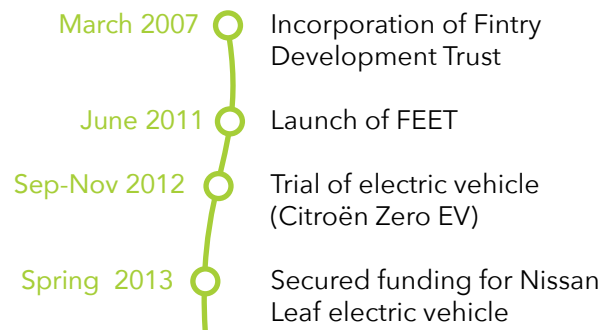 March 2007 Incorporation of Fintry
Development Trust
June 2011 Launch of FEET
Sep-Nov 2012 Trial of electric vehicle
(Citroën Zero EV)
Spring 2013 Secured funding for Nissan
Leaf electric vehicle